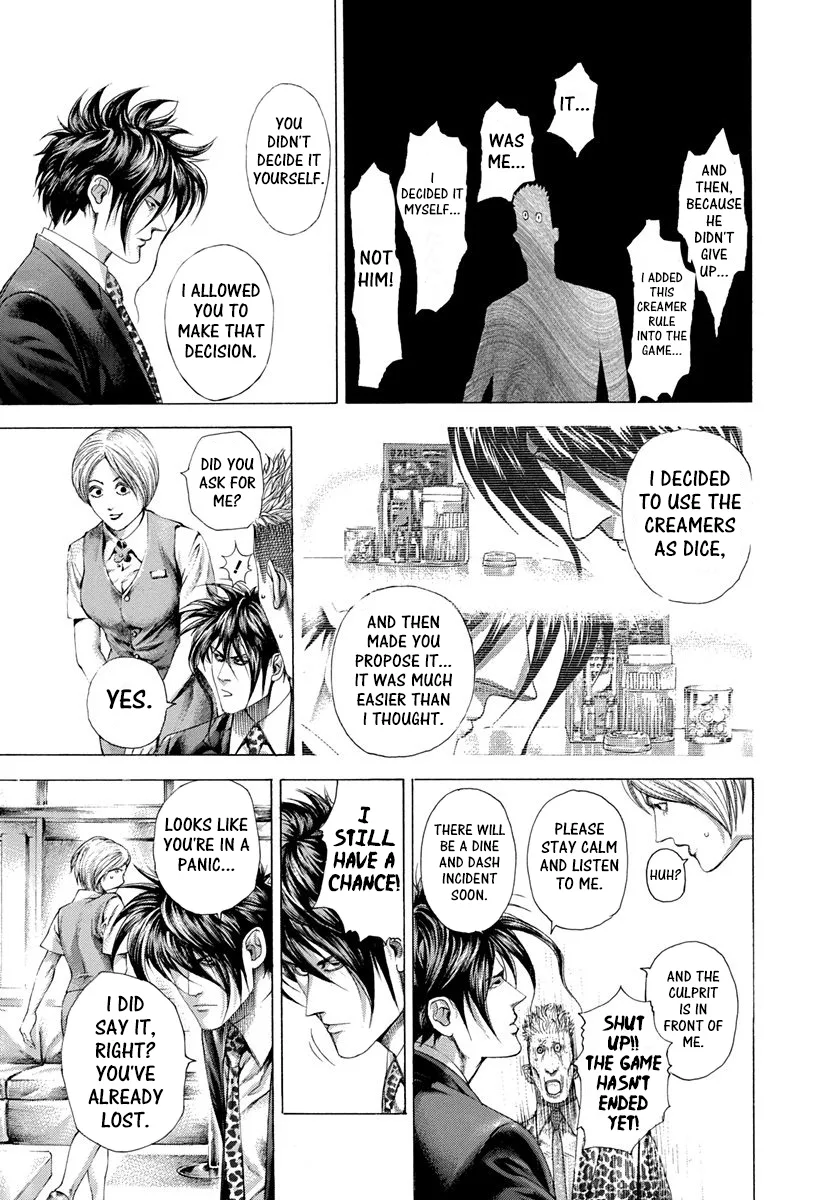 AND
THEN,
BECAUSE
HE
DIDN'T
GIVE
UP...
I ADDED
THIS
CREAMER
RULE
INTO THE
GAME...
IT...
WAS
ME...
I
DECIDED IT
MYSELF...
NOT
HIM!
YOU
DIDN'T
DECIDE IT
YOURSELF.
I ALLOWED
YOU TO
MAKE THAT
DECISION.
I DECIDED
TO USE THE
CREAMERS
AS DICE,
AND THEN
MADE YOU
PROPOSE IT...
IT WAS MUCH
EASIER THAN
I THOUGHT.
DID YOU
ASK FOR
ME?
!
YES.
HUH?
PLEASE
STAY CALM
AND LISTEN
TO ME.
THERE WILL
BE A DINE
AND DASH
INCIDENT
SOON.
AND THE
CULPRIT
IS IN
FRONT OF
ME.
SHUT
UP!!
THE GAME
HASN'T
ENDED
YET!
I
STILL
HAVE A
CHANCE!
LOOKS LIKE
YOU'RE IN A
PANIC...
I DID
SAY IT,
RIGHT?
YOU'VE
ALREADY
LOST.